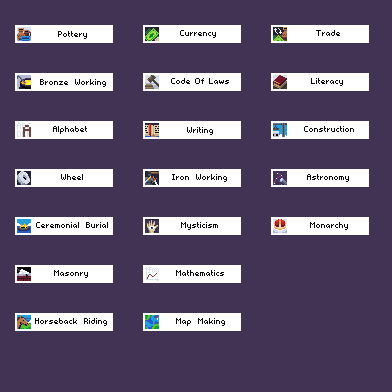 Pottery
Currency
Trade
Bronze Working
Code Of Laws
Literacy
Alphabet
Writing
Construction
Wheel
Iron Working
Astronomy
Ceremonial Burial
Mysticism
Monarchy
Masonry
Mathematics
Horseback Riding
Map Making